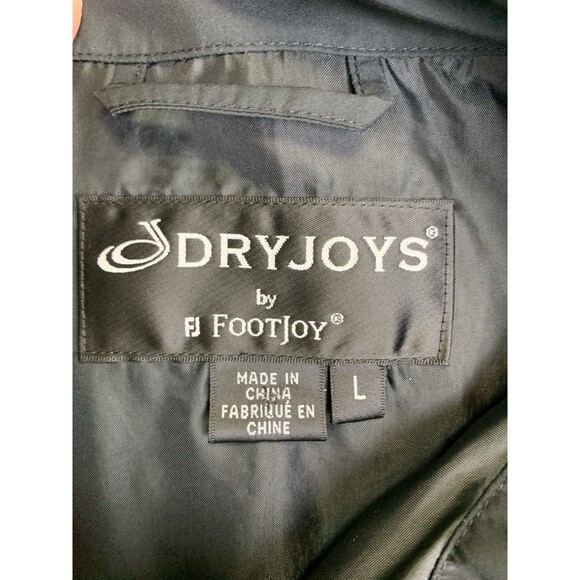 DRYJOYS®
by
FJ FOOTJOY®
MADE IN
CHINA
FABRIQUÉ EN
CHINE
L